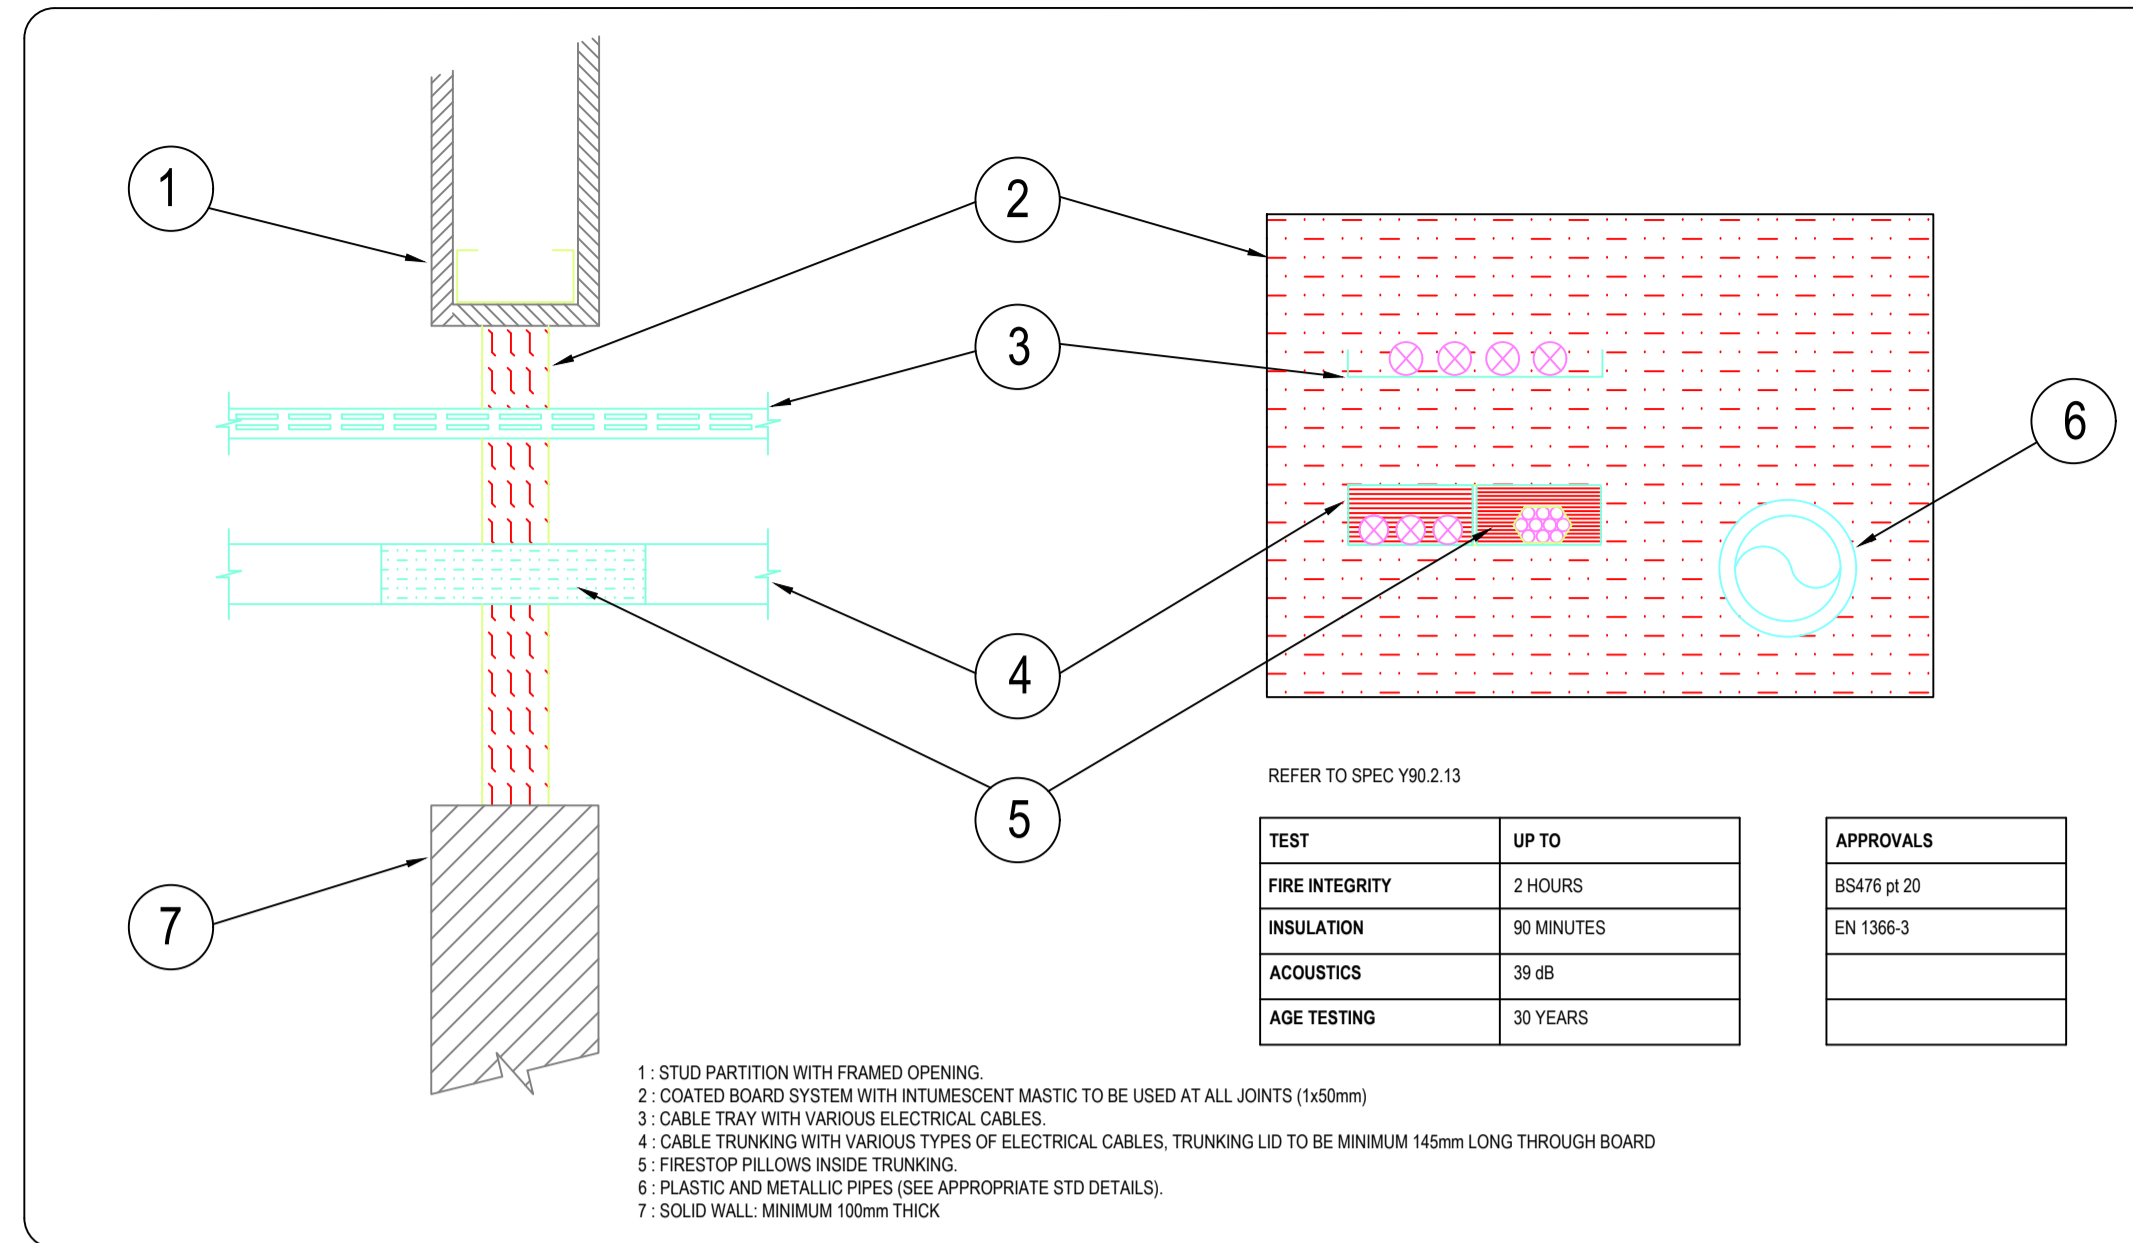 1
2
3
4
5
6
7
REFER TO SPEC Y90.2.13
TEST UP TO
FIRE INTEGRITY 2 HOURS
INSULATION 90 MINUTES
ACOUSTICS 39 dB
AGE TESTING 30 YEARS
APPROVALS
BS476 pt 20
EN 1366-3
1 : STUD PARTITION WITH FRAMED OPENING.
2 : COATED BOARD SYSTEM WITH INTUMESCENT MASTIC TO BE USED AT ALL JOINTS (1x50mm)
3 : CABLE TRAY WITH VARIOUS ELECTRICAL CABLES.
4 : CABLE TRUNKING WITH VARIOUS TYPES OF ELECTRICAL CABLES, TRUNKING LID TO BE MINIMUM 145mm LONG THROUGH BOARD
5 : FIRESTOP PILLOWS INSIDE TRUNKING.
6 : PLASTIC AND METALLIC PIPES (SEE APPROPRIATE STD DETAILS).
7 : SOLID WALL: MINIMUM 100mm THICK